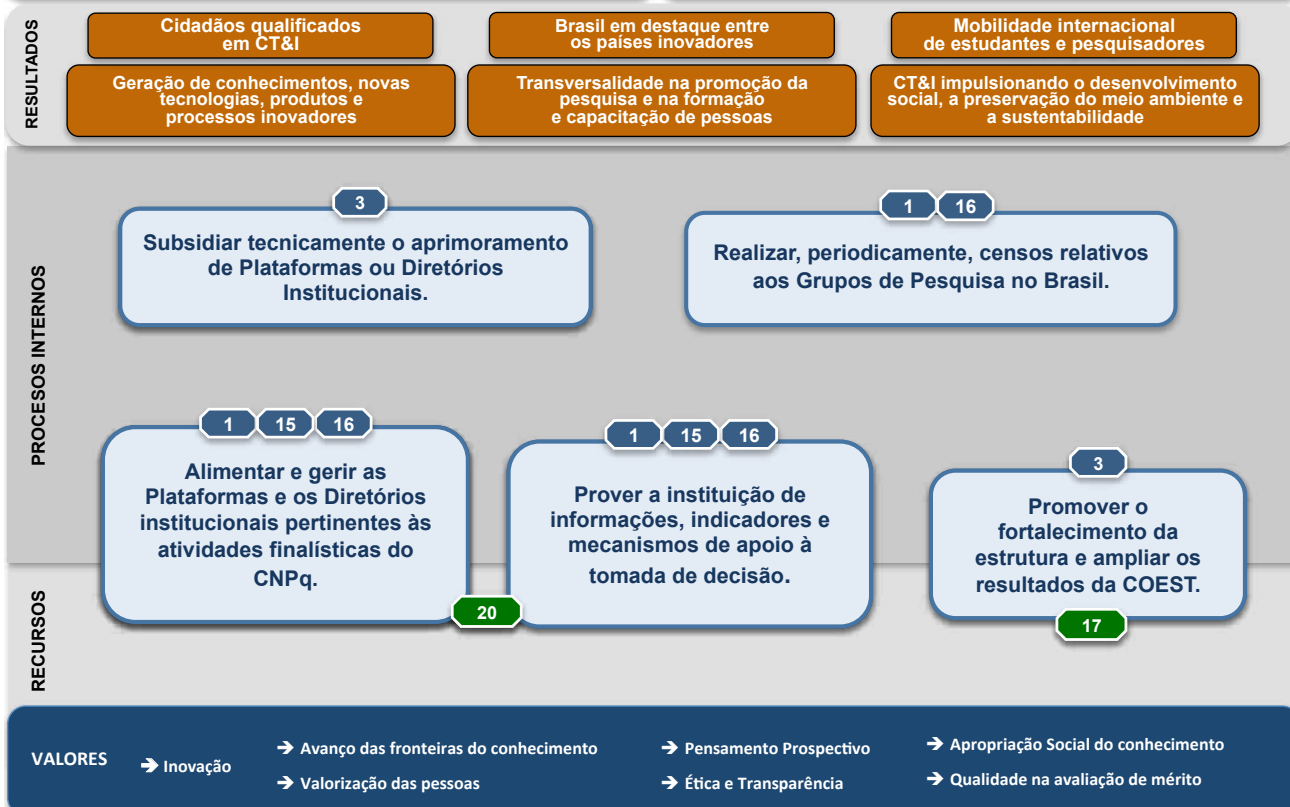 RESULTADOS
Cidadãos qualificados
em CT&I
Brasil em destaque entre
os países inovadores
Mobilidade internacional
de estudantes e pesquisadores
Geração de conhecimentos, novas
tecnologias, produtos e
processos inovadores
Transversalidade na promoção da
pesquisa e na formação
e capacitação de pessoas
CT&I impulsionando o desenvolvimento
social, a preservação do meio ambiente e
a sustentabilidade
PROCESOS INTERNOS
3
Subsidiar tecnicamente o aprimoramento
de Plataformas ou Diretórios
Institucionais.
1 16
Realizar, periodicamente, censos relativos
aos Grupos de Pesquisa no Brasil.
1 15 16
Alimentar e gerir as
Plataformas e os Diretórios
institucionais pertinentes às
atividades finalísticas do
CNPq.
1 15 16
Prover a instituição de
informações, indicadores e
mecanismos de apoio à
tomada de decisão.
20
3
Promover o
fortalecimento da
estrutura e ampliar os
resultados da COEST.
17
RECURSOS
VALORES
➔ Inovação
➔ Avanço das fronteiras do conhecimento
➔ Valorização das pessoas
➔ Pensamento Prospectivo
➔ Ética e Transparência
➔ Apropriação Social do conhecimento
➔ Qualidade na avaliação de mérito